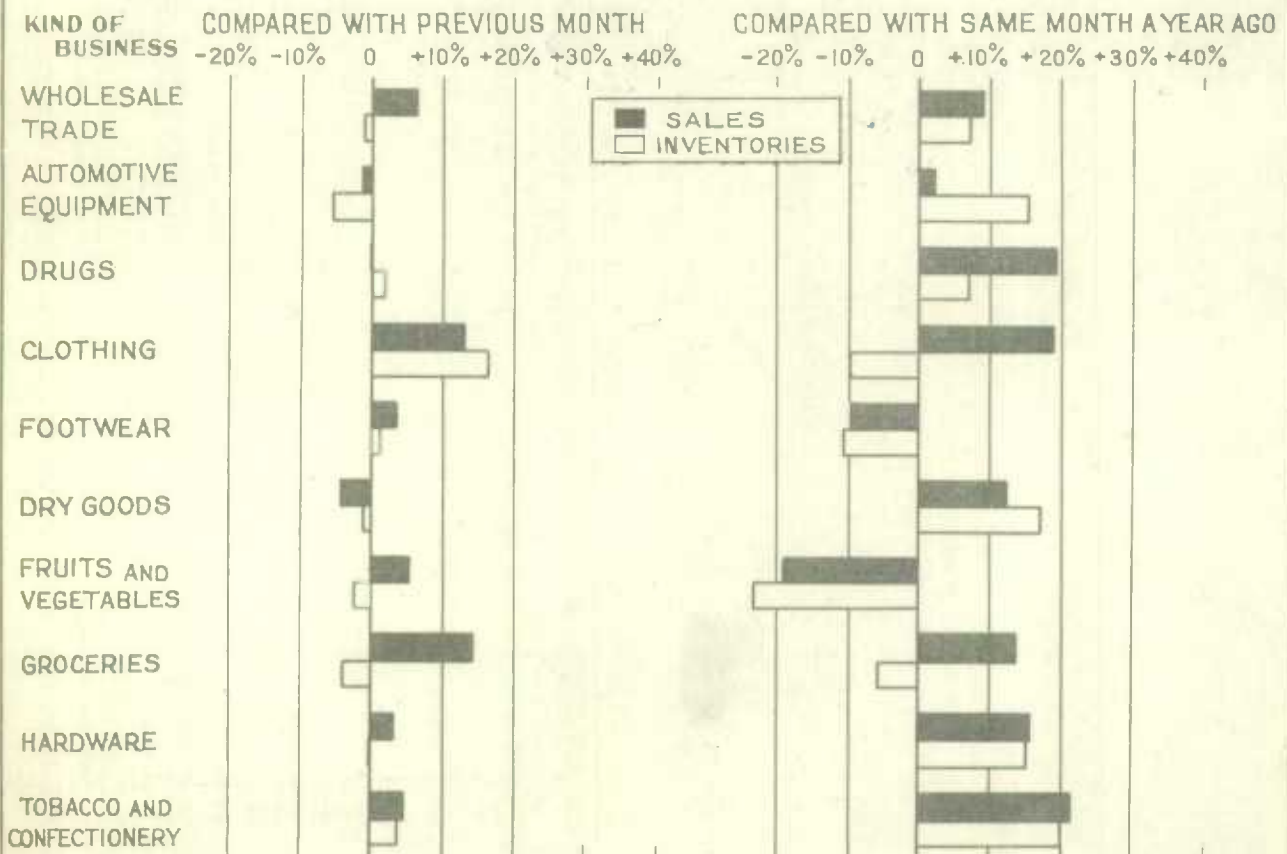 KIND OF BUSINESS
COMPARED WITH PREVIOUS MONTH
-20% -10% 0 +10% +20% +30% +40%
COMPARED WITH SAME MONTH A YEAR AGO
-20% -10% 0 +10% +20% +30% +40%
SALES
INVENTORIES
WHOLESALE
TRADE
AUTOMOTIVE
EQUIPMENT
DRUGS
CLOTHING
FOOTWEAR
DRY GOODS
FRUITS AND
VEGETABLES
GROCERIES
HARDWARE
TOBACCO AND
CONFECTIONERY